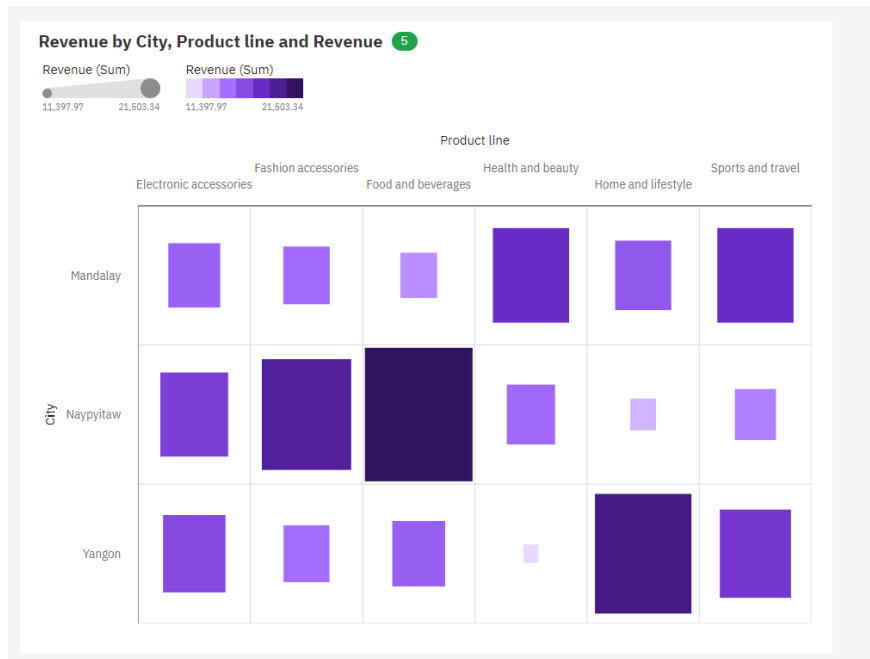 Revenue by City, Product line and Revenue 5
Revenue (Sum) Revenue (Sum)
11,397.97 21,503.34 11,397.97 21,503.34
Product line
Fashion accessories Health and beauty Sports and travel
Electronic accessories Food and beverages Home and lifestyle
Mandalay
City
Naypyitaw
Yangon